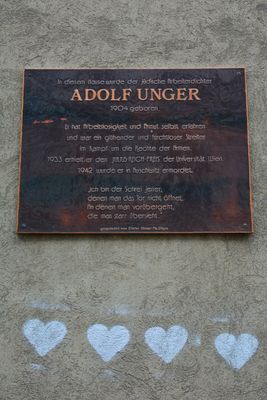 In diesem Hause wurde der jüdische Arbeiterdichter
ADOLF UNGER
1904 geboren.
Er hat Arbeitslosigkeit und Armut selbst erfahren
und war ein glühender und furchtloser Streiter
im Kampf um die Rechte der Armen.
1933 erhielt er den JULIUS REICH-PREIS der Universität Wien.
1942 wurde er in Auschwitz ermordet.
„Ich bin der Schrei jener,
denen man das Tor nicht öffnet,
An denen man vorübergeht,
die man starr übersieht.“
gespendet von